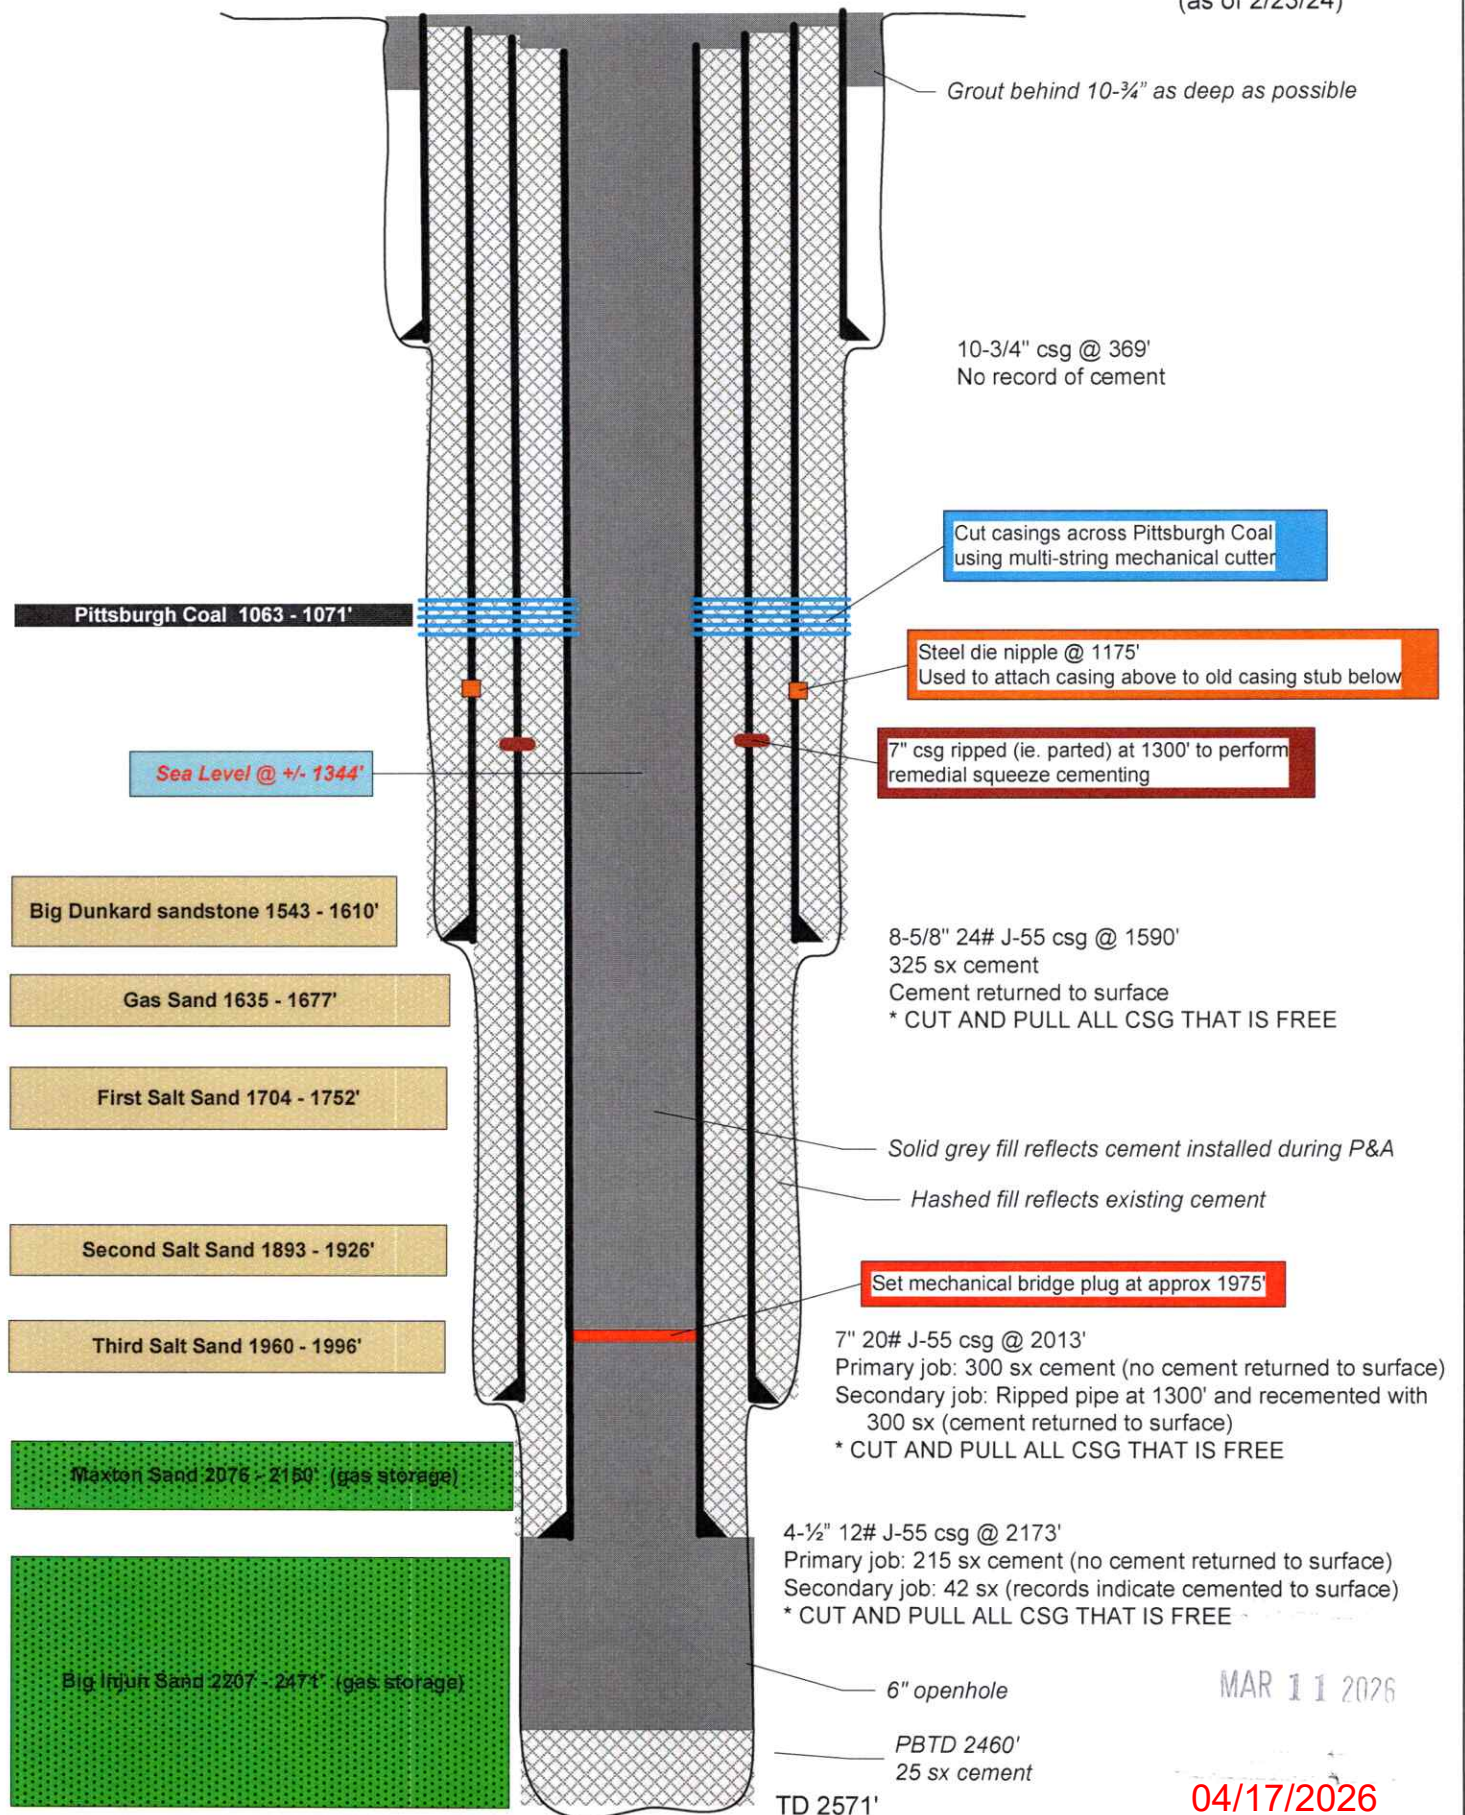 (as of 2/23/24)
Grout behind 10-¾" as deep as possible
10-3/4" csg @ 369'
No record of cement
Cut casings across Pittsburgh Coal
using multi-string mechanical cutter
Pittsburgh Coal 1063 - 1071'
Steel die nipple @ 1175'
Used to attach casing above to old casing stub below
7" csg ripped (ie. parted) at 1300' to perform
remedial squeeze cementing
Sea Level @ +/- 1344'
Big Dunkard sandstone 1543 - 1610'
8-5/8" 24# J-55 csg @ 1590'
325 sx cement
Cement returned to surface
* CUT AND PULL ALL CSG THAT IS FREE
Gas Sand 1635 - 1677'
First Salt Sand 1704 - 1752'
Solid grey fill reflects cement installed during P&A
Hashed fill reflects existing cement
Second Salt Sand 1893 - 1926'
Set mechanical bridge plug at approx 1975'
Third Salt Sand 1960 - 1996'
7" 20# J-55 csg @ 2013'
Primary job: 300 sx cement (no cement returned to surface)
Secondary job: Ripped pipe at 1300' and recemented with
300 sx (cement returned to surface)
* CUT AND PULL ALL CSG THAT IS FREE
Maxton Sand 2076 - 2150' (gas storage)
4-½" 12# J-55 csg @ 2173'
Primary job: 215 sx cement (no cement returned to surface)
Secondary job: 42 sx (records indicate cemented to surface)
* CUT AND PULL ALL CSG THAT IS FREE
Big Injun Sand 2207 - 2471' (gas storage)
6" openhole
MAR 11 2026
PBTD 2460'
25 sx cement
TD 2571'
04/17/2026